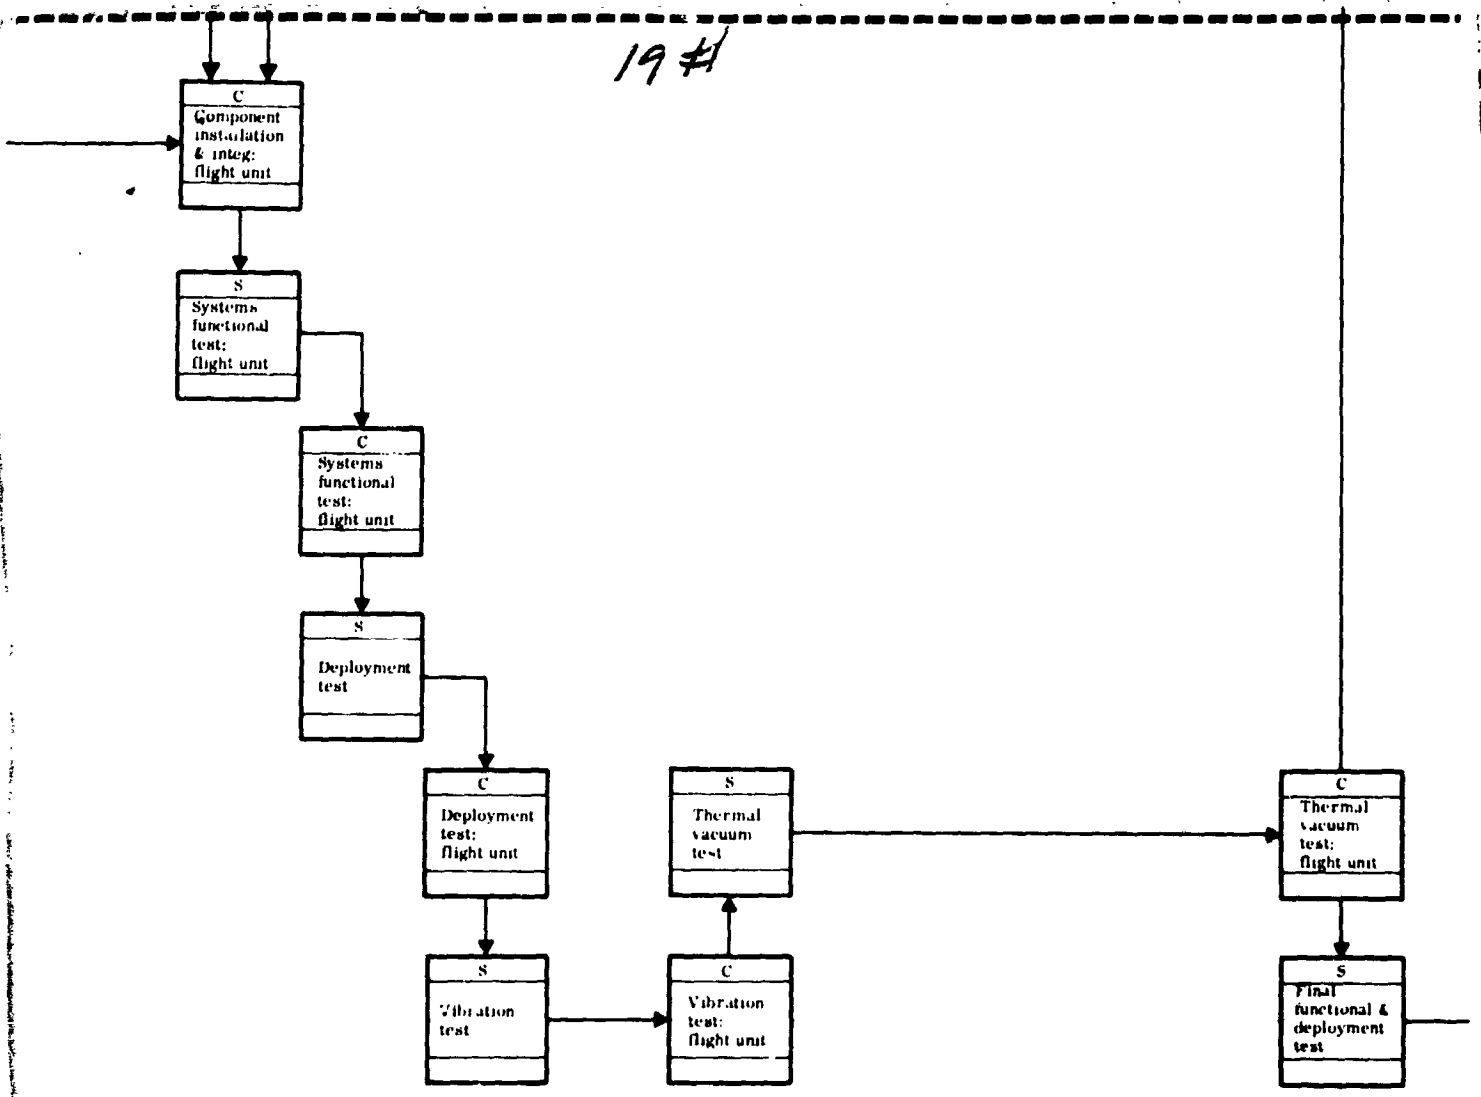 19 #1
C
Component
installation
& integ:
flight unit
S
Systems
functional
test:
flight unit
C
Systems
functional
test:
flight unit
S
Deployment
test
C
Deployment
test:
flight unit
S
Vibration
test
C
Vibration
test:
flight unit
S
Thermal
vacuum
test
C
Thermal
vacuum
test:
flight unit
S
Final
functional &
deployment
test